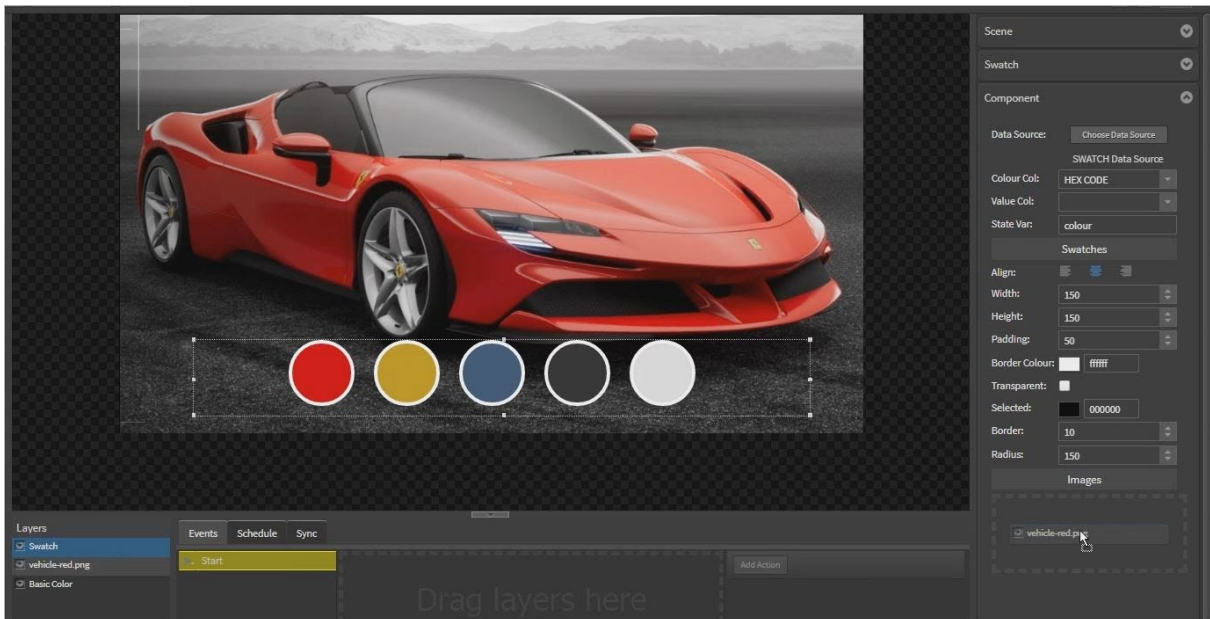 Scene
Swatch
Component
Data Source: Choose Data Source
SWATCH Data Source
Colour Col: HEX CODE
Value Col:
State Var: colour
Swatches
Align:
Width: 150
Height: 150
Padding: 50
Border Colour: ffffff
Transparent:
Selected: 000000
Border: 10
Radius: 150
Images
vehicle-red.png
Layers
Swatch
vehicle-red.png
Basic Color
Events Schedule Sync
Start
Drag layers here
Add Action